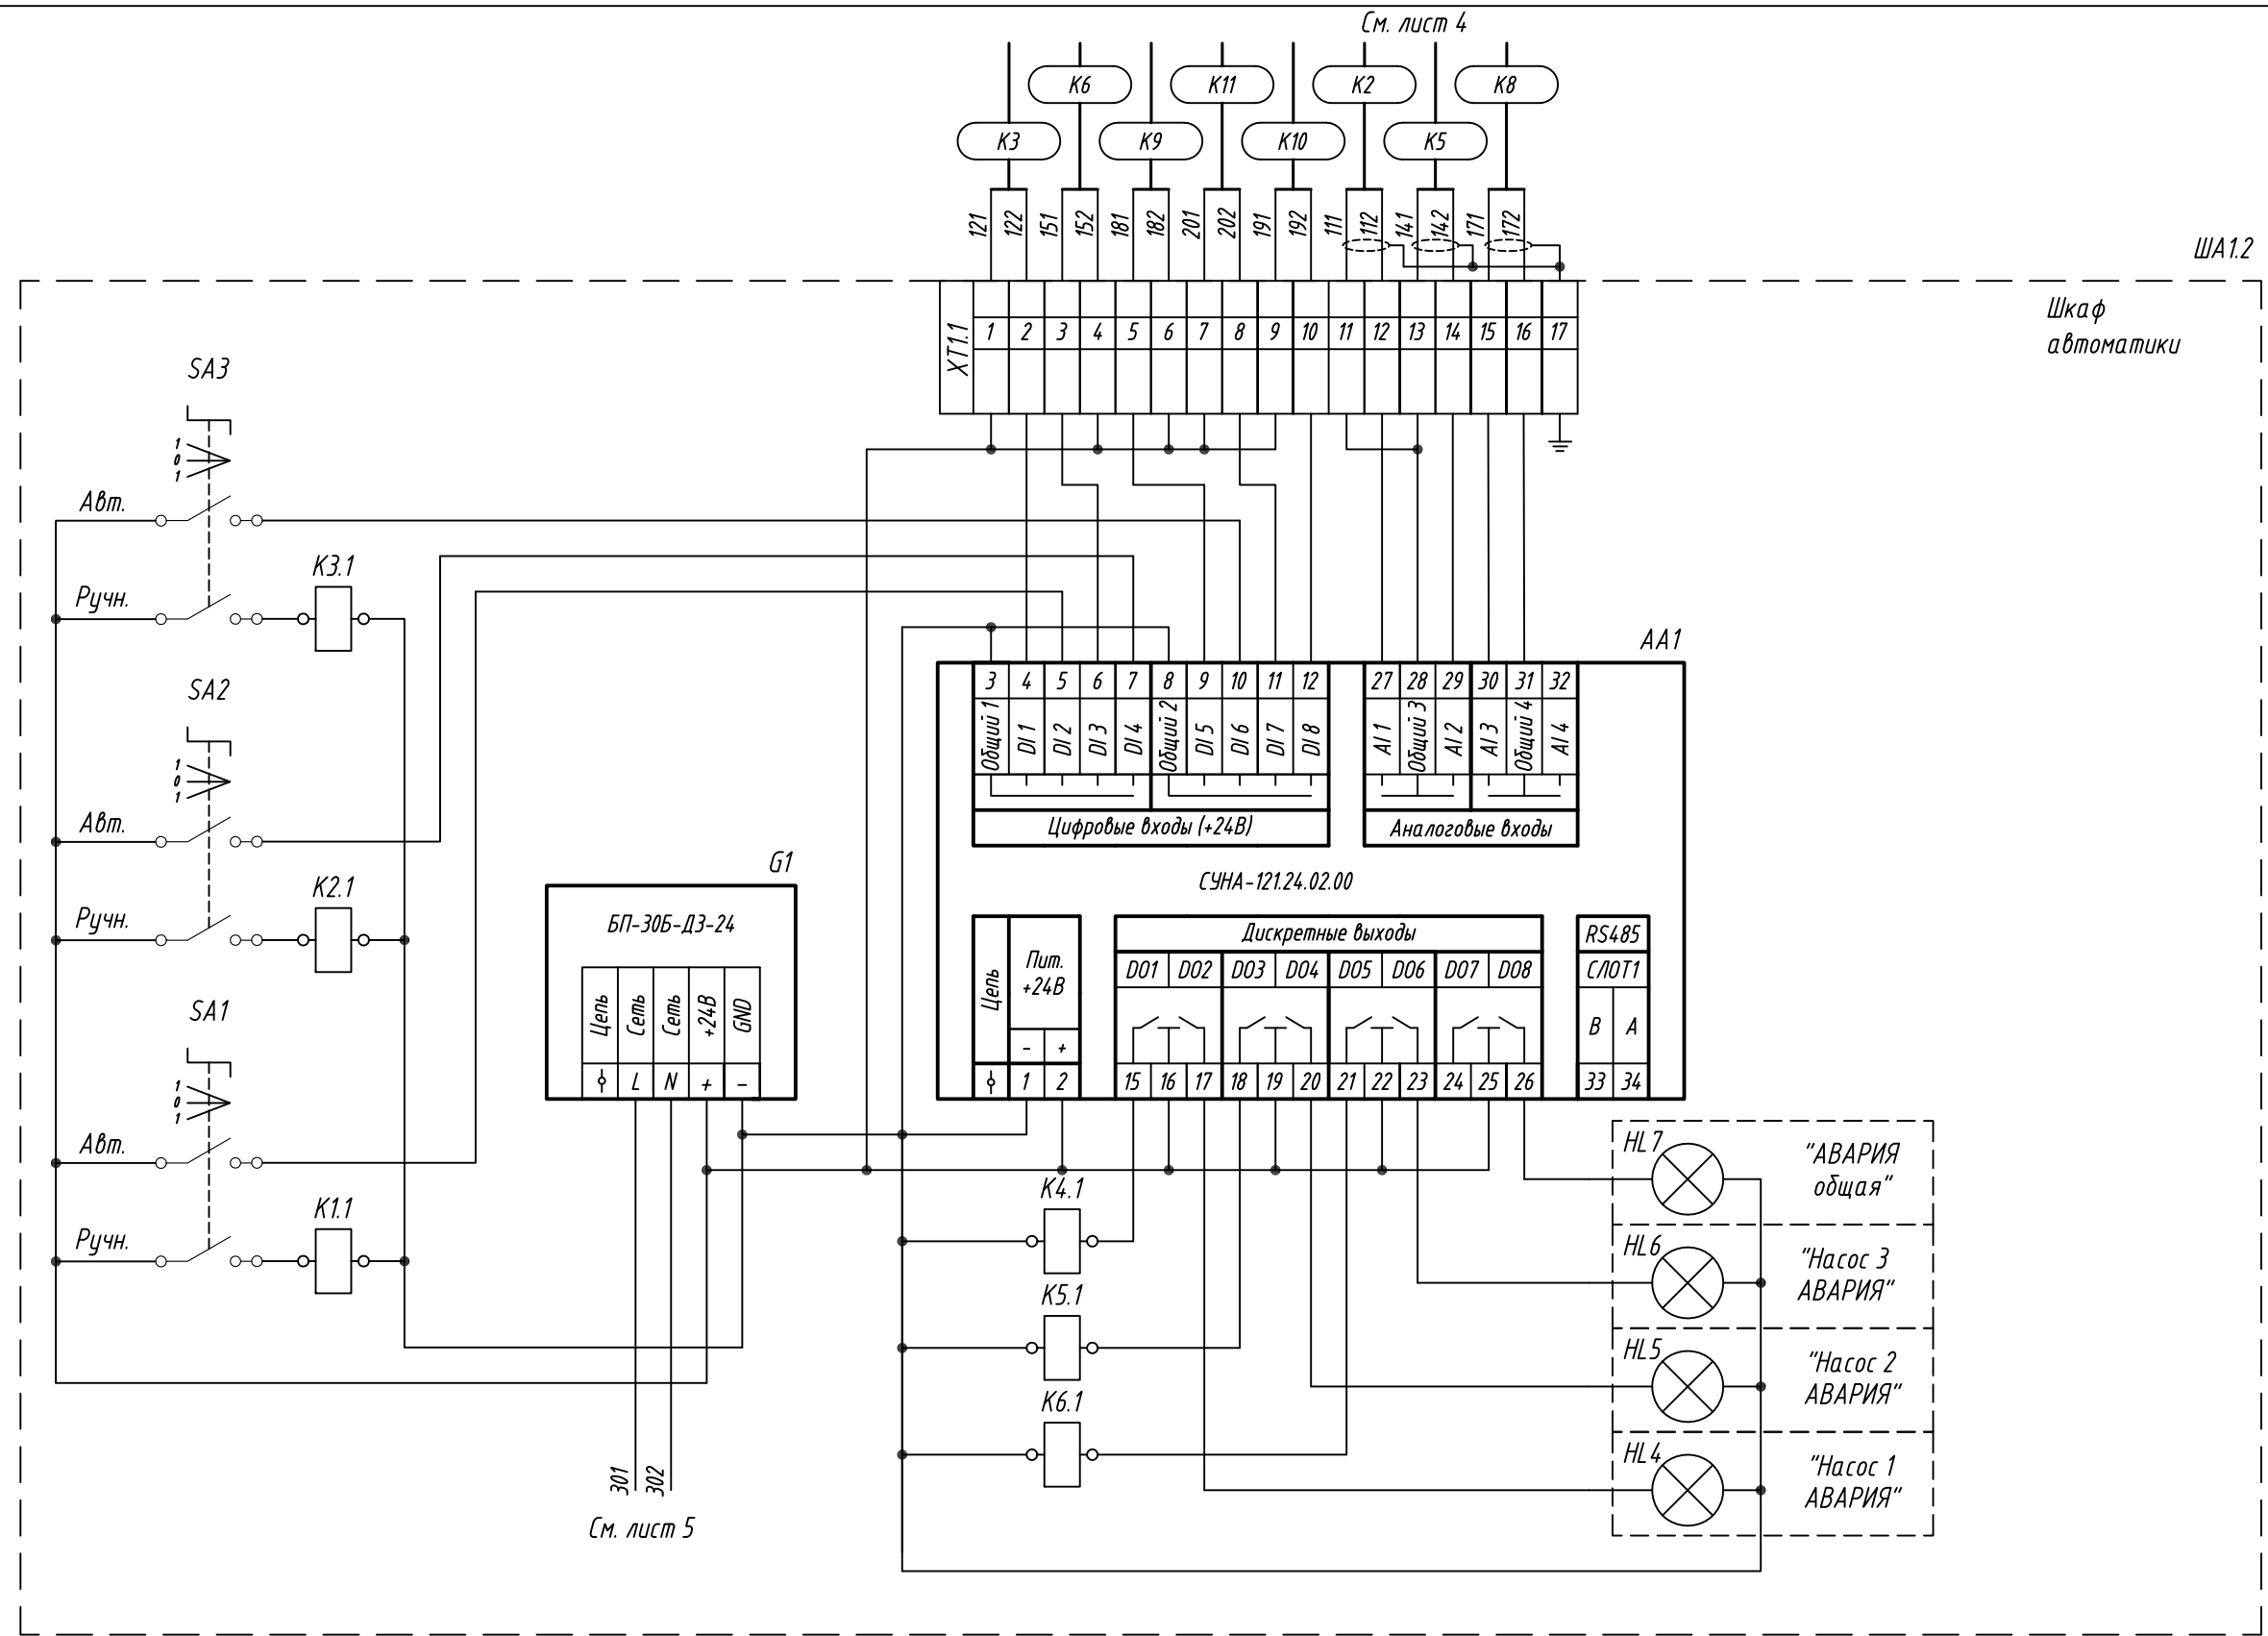 См. лист 4
К6
К11
К2
К8
К3
К9
К10
К5
121 122 151 152 181 182 201 202 191 192 111 112 141 142 171 172
ША1.2
Шкаф
автоматики
XT1.1
1 2 3 4 5 6 7 8 9 10 11 12 13 14 15 16 17
SA3
1
0
1
Авт.
Ручн.
К3.1
SA2
1
0
1
Авт.
Ручн.
К2.1
SA1
1
0
1
Авт.
Ручн.
К1.1
AA1
3 4 5 6 7 8 9 10 11 12
Общий 1 DI 1 DI 2 DI 3 DI 4 Общий 2 DI 5 DI 6 DI 7 DI 8
Цифровые входы (+24В)
27 28 29 30 31 32
AI 1 Общий 3 AI 2 AI 3 Общий 4 AI 4
Аналоговые входы
СУНА-121.24.02.00
Цепь
Пит.
+24В
- +
1 2
Дискретные выходы
DO1 DO2 DO3 DO4 DO5 DO6 DO7 DO8
15 16 17 18 19 20 21 22 23 24 25 26
RS485
СЛОТ1
B A
33 34
G1
БП-30Б-Д3-24
Цепь Сеть Сеть +24В GND
L N + -
301 302
См. лист 5
К4.1
К5.1
К6.1
HL7
"АВАРИЯ
общая"
HL6
"Насос 3
АВАРИЯ"
HL5
"Насос 2
АВАРИЯ"
HL4
"Насос 1
АВАРИЯ"